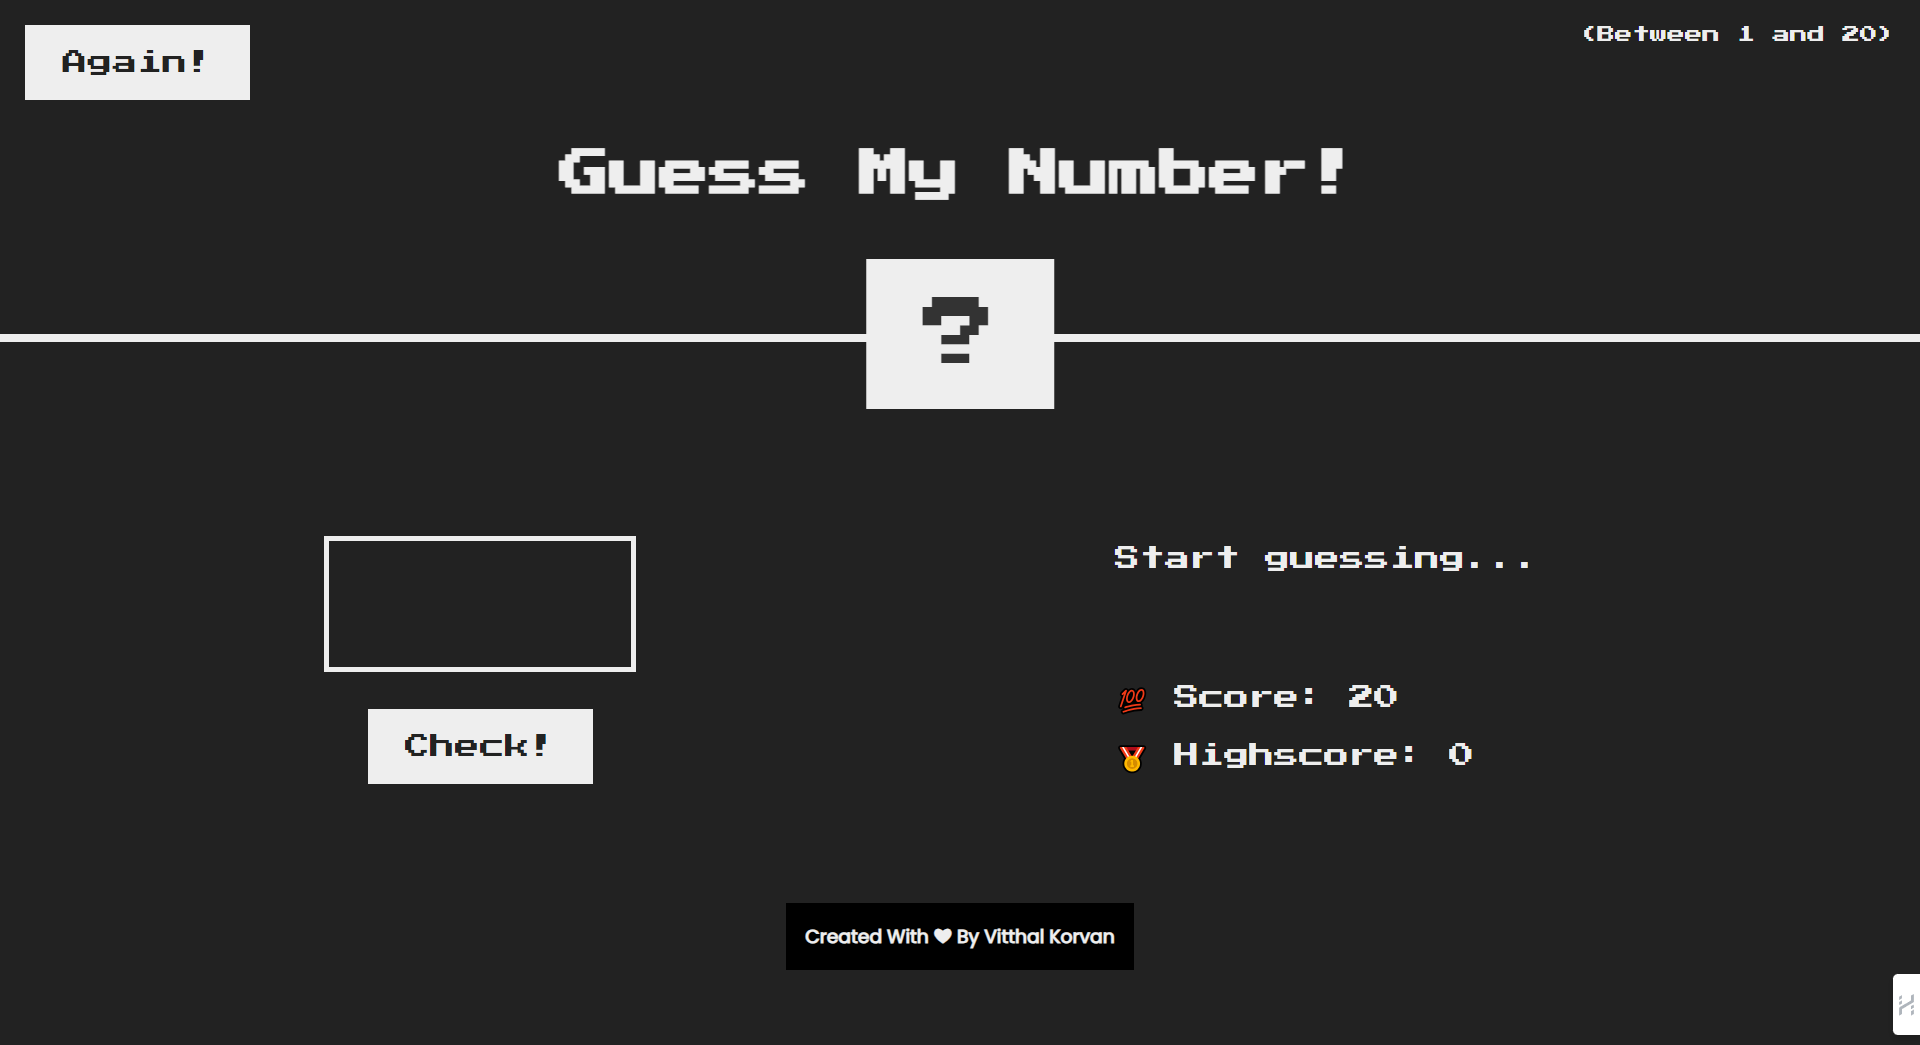 Again!
(Between 1 and 20)
Guess My Number!
?
Start guessing...
💯 Score: 20
🥇 Highscore: 0
Check!
Created With ❤ By Vitthal Korvan